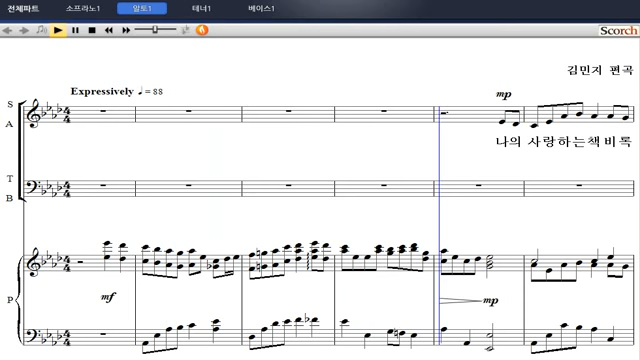 전체파트 소프라노1 알토1 테너1 베이스1
Scorch
김민지 편곡
Expressively ♩ = 88
mp
S
A
나의 사랑하는책비록
T
B
mf
P
mp